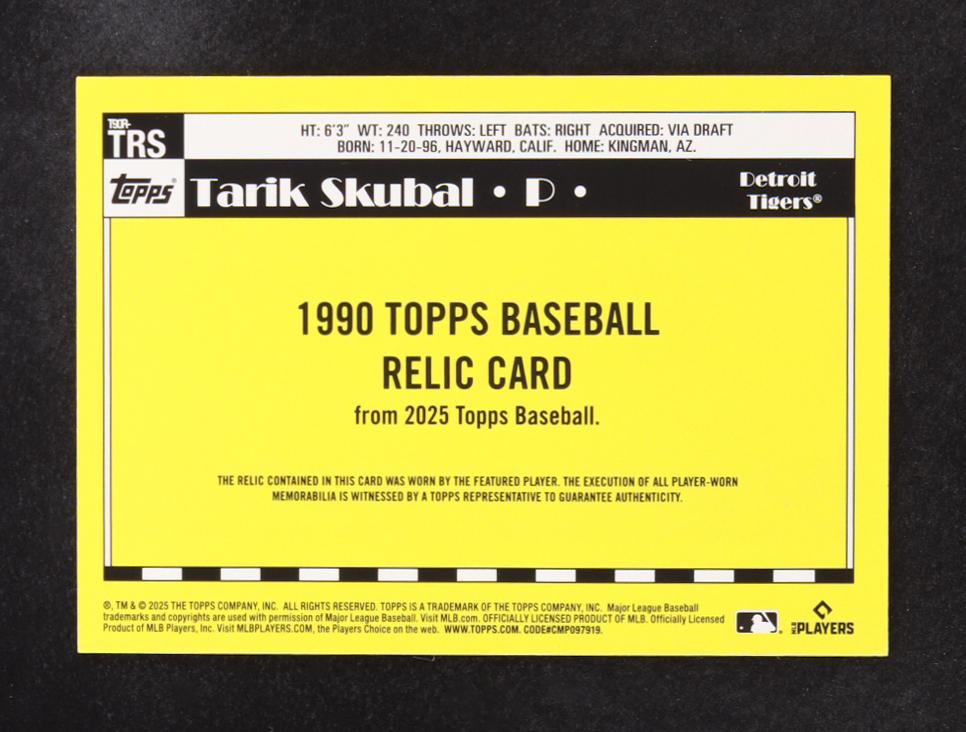 T90R-
TRS
HT: 6'3" WT: 240 THROWS: LEFT BATS: RIGHT ACQUIRED: VIA DRAFT
BORN: 11-20-96, HAYWARD, CALIF. HOME: KINGMAN, AZ.
topps®
Tarik Skubal • P •
Detroit
Tigers®
1990 TOPPS BASEBALL
RELIC CARD
from 2025 Topps Baseball.
THE RELIC CONTAINED IN THIS CARD WAS WORN BY THE FEATURED PLAYER. THE EXECUTION OF ALL PLAYER-WORN
MEMORABILIA IS WITNESSED BY A TOPPS REPRESENTATIVE TO GUARANTEE AUTHENTICITY.
®, TM & © 2025 THE TOPPS COMPANY, INC. ALL RIGHTS RESERVED. TOPPS IS A TRADEMARK OF THE TOPPS COMPANY, INC. Major League Baseball
trademarks and copyrights are used with permission of Major League Baseball. Visit MLB.com. OFFICIALLY LICENSED PRODUCT OF MLB. Officially Licensed
Product of MLB Players, Inc. Visit MLBPLAYERS.COM, the Players Choice on the web. WWW.TOPPS.COM. CODE#CMP097919.
MLB PLAYERS